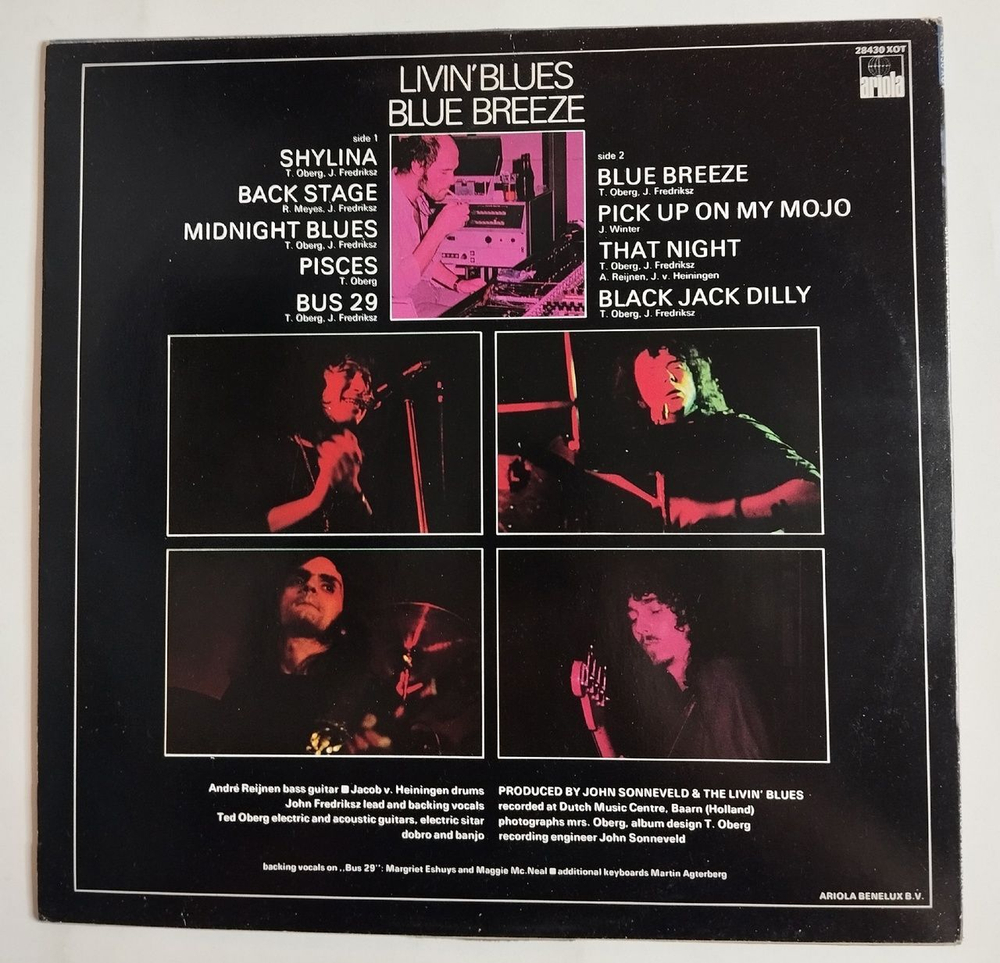 28430 XOT
ariola
LIVIN' BLUES
BLUE BREEZE
side 1
SHYLINA
T. Oberg, J. Fredriksz
BACK STAGE
R. Meyes, J. Fredriksz
MIDNIGHT BLUES
T. Oberg, J. Fredriksz
PISCES
T. Oberg
BUS 29
T. Oberg, J. Fredriksz
side 2
BLUE BREEZE
T. Oberg, J. Fredriksz
PICK UP ON MY MOJO
J. Winter
THAT NIGHT
T. Oberg, J. Fredriksz
A. Reijnen, J. v. Heiningen
BLACK JACK DILLY
T. Oberg, J. Fredriksz
André Reijnen bass guitar ■ Jacob v. Heiningen drums
John Fredriksz lead and backing vocals
Ted Oberg electric and acoustic guitars, electric sitar
dobro and banjo
PRODUCED BY JOHN SONNEVELD & THE LIVIN' BLUES
recorded at Dutch Music Centre, Baarn (Holland)
photographs mrs. Oberg, album design T. Oberg
recording engineer John Sonneveld
backing vocals on ,,Bus 29'': Margriet Eshuys and Maggie Mc. Neal ■ additional keyboards Martin Agterberg
ARIOLA BENELUX B.V.